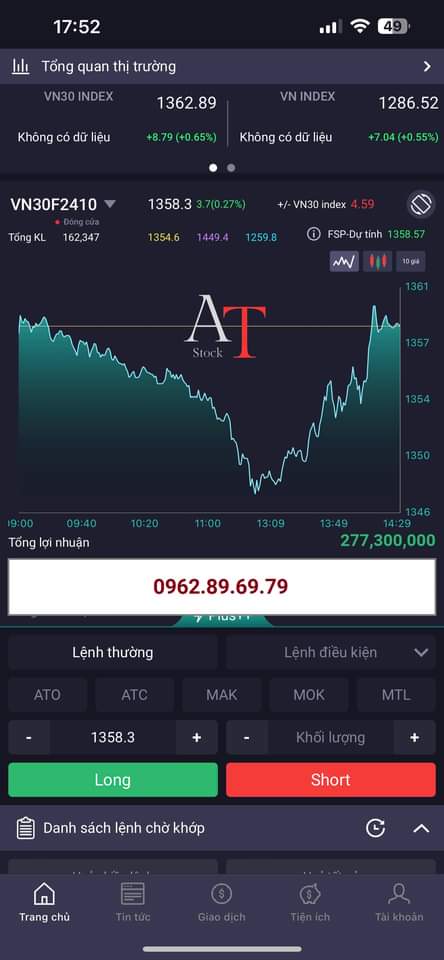 17:52
49
Tổng quan thị trường
VN30 INDEX 1362.89
VN INDEX 1286.52
Không có dữ liệu +8.79 (+0.65%)
Không có dữ liệu +7.04 (+0.55%)
VN30F2410 1358.3 3.7(0.27%) +/- VN30 index 4.59
Đóng cửa
Tổng KL 162,347 1354.6 1449.4 1259.8 FSP-Dự tính 1358.57
10 giá
1361
AT
Stock
1357
1354
1350
1346
09:00 09:40 10:20 11:00 13:09 13:49 14:29
Tổng lợi nhuận 277,300,000
0962.89.69.79
Lệnh thường Lệnh điều kiện
ATO ATC MAK MOK MTL
- 1358.3 + - Khối lượng +
Long Short
Danh sách lệnh chờ khớp
Trang chủ Tin tức Giao dịch Tiện ích Tài khoản